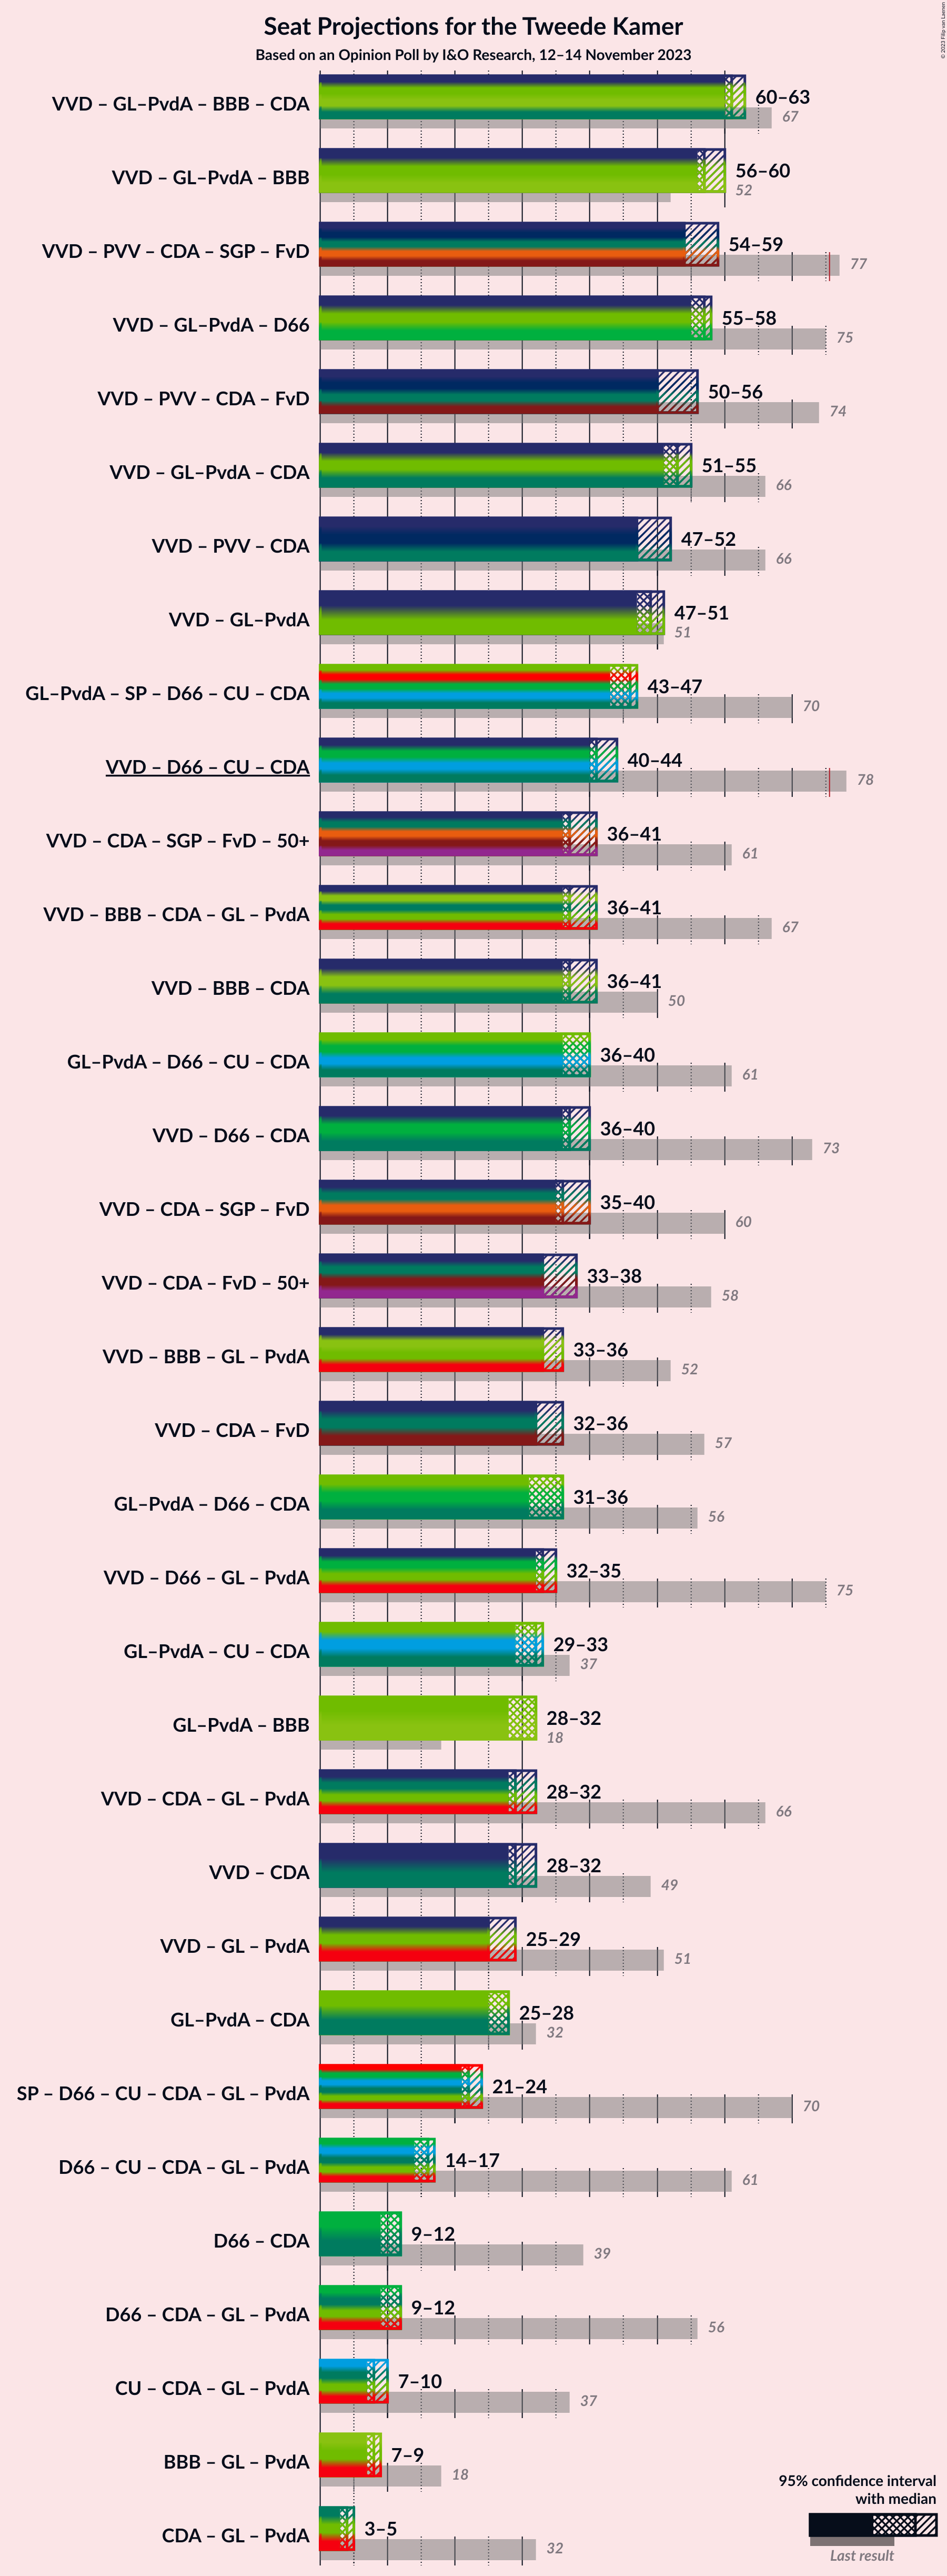 Seat Projections for the Tweede Kamer
Based on an Opinion Poll by I&O Research, 12–14 November 2023
© 2023 Filip van Laenen
VVD – GL–PvdA – BBB – CDA
60–63
67
VVD – GL–PvdA – BBB
56–60
52
VVD – PVV – CDA – SGP – FvD
54–59
77
VVD – GL–PvdA – D66
55–58
75
VVD – PVV – CDA – FvD
50–56
74
VVD – GL–PvdA – CDA
51–55
66
VVD – PVV – CDA
47–52
66
VVD – GL–PvdA
47–51
51
GL–PvdA – SP – D66 – CU – CDA
43–47
70
VVD – D66 – CU – CDA
40–44
78
VVD – CDA – SGP – FvD – 50+
36–41
61
VVD – BBB – CDA – GL – PvdA
36–41
67
VVD – BBB – CDA
36–41
50
GL–PvdA – D66 – CU – CDA
36–40
61
VVD – D66 – CDA
36–40
73
VVD – CDA – SGP – FvD
35–40
60
VVD – CDA – FvD – 50+
33–38
58
VVD – BBB – GL – PvdA
33–36
52
VVD – CDA – FvD
32–36
57
GL–PvdA – D66 – CDA
31–36
56
VVD – D66 – GL – PvdA
32–35
75
GL–PvdA – CU – CDA
29–33
37
GL–PvdA – BBB
28–32
18
VVD – CDA – GL – PvdA
28–32
66
VVD – CDA
28–32
49
VVD – GL – PvdA
25–29
51
GL–PvdA – CDA
25–28
32
SP – D66 – CU – CDA – GL – PvdA
21–24
70
D66 – CU – CDA – GL – PvdA
14–17
61
D66 – CDA
9–12
39
D66 – CDA – GL – PvdA
9–12
56
CU – CDA – GL – PvdA
7–10
37
BBB – GL – PvdA
7–9
18
CDA – GL – PvdA
3–5
32
95% confidence interval
with median
Last result